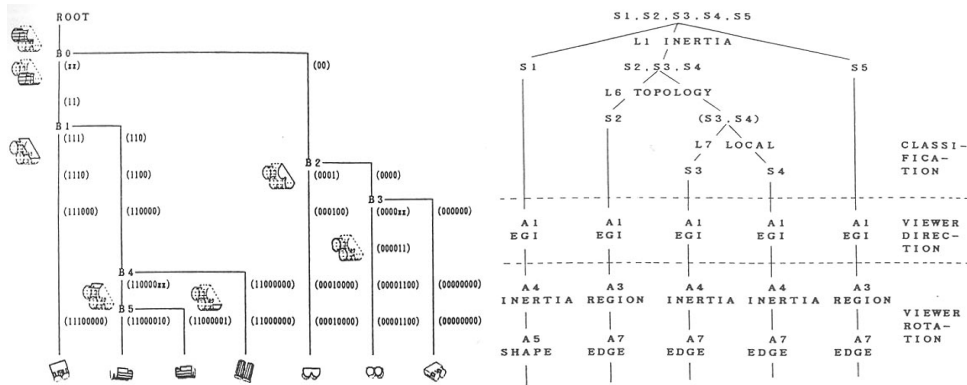 ROOT
B0
(xx) (00)
(11)
B1
(111) (110)
B2
(1110) (1100) (0001) (0000)
B3
(111000) (110000) (000100) (0000xx) (000000)
(000011)
B4
(110000xx) (11000000) (00010000) (00001100) (00000000)
B5
(11100000) (11000010) (11000001) (11000000) (00010000) (00001100) (00000000)
S1,S2,S3,S4,S5
L1 INERTIA
S1 S2,S3,S4 S5
L6 TOPOLOGY
S2 (S3,S4)
L7 LOCAL
S3 S4
CLASSI-
FICA-
TION
A1 A1 A1 A1 A1
EGI EGI EGI EGI EGI
VIEWER
DIREC-
TION
A4 A3 A4 A4 A3
INERTIA REGION INERTIA INERTIA REGION
A5 A7 A7 A7 A7
SHAPE EDGE EDGE EDGE EDGE
VIEWER
ROTA-
TION